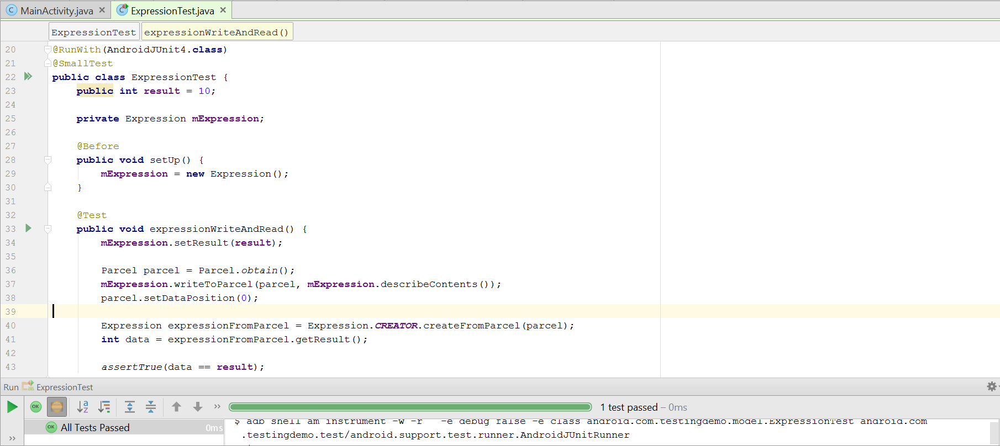 MainActivity.java ExpressionTest.java
ExpressionTest expressionWriteAndRead()
20 @RunWith(AndroidJUnit4.class)
21 @SmallTest
22 public class ExpressionTest {
23 public int result = 10;
24
25 private Expression mExpression;
26
27 @Before
28 public void setUp() {
29 mExpression = new Expression();
30 }
31
32 @Test
33 public void expressionWriteAndRead() {
34 mExpression.setResult(result);
35
36 Parcel parcel = Parcel.obtain();
37 mExpression.writeToParcel(parcel, mExpression.describeContents());
38 parcel.setDataPosition(0);
39
40 Expression expressionFromParcel = Expression.CREATOR.createFromParcel(parcel);
41 int data = expressionFromParcel.getResult();
42
43 assertTrue(data == result);
Run ExpressionTest
OK 1 test passed – 0ms
OK All Tests Passed 0ms
$ adb shell am instrument -w -r -e debug false -e class android.com.testingdemo.model.ExpressionTest android.com
.testingdemo.test/android.support.test.runner.AndroidJUnitRunner